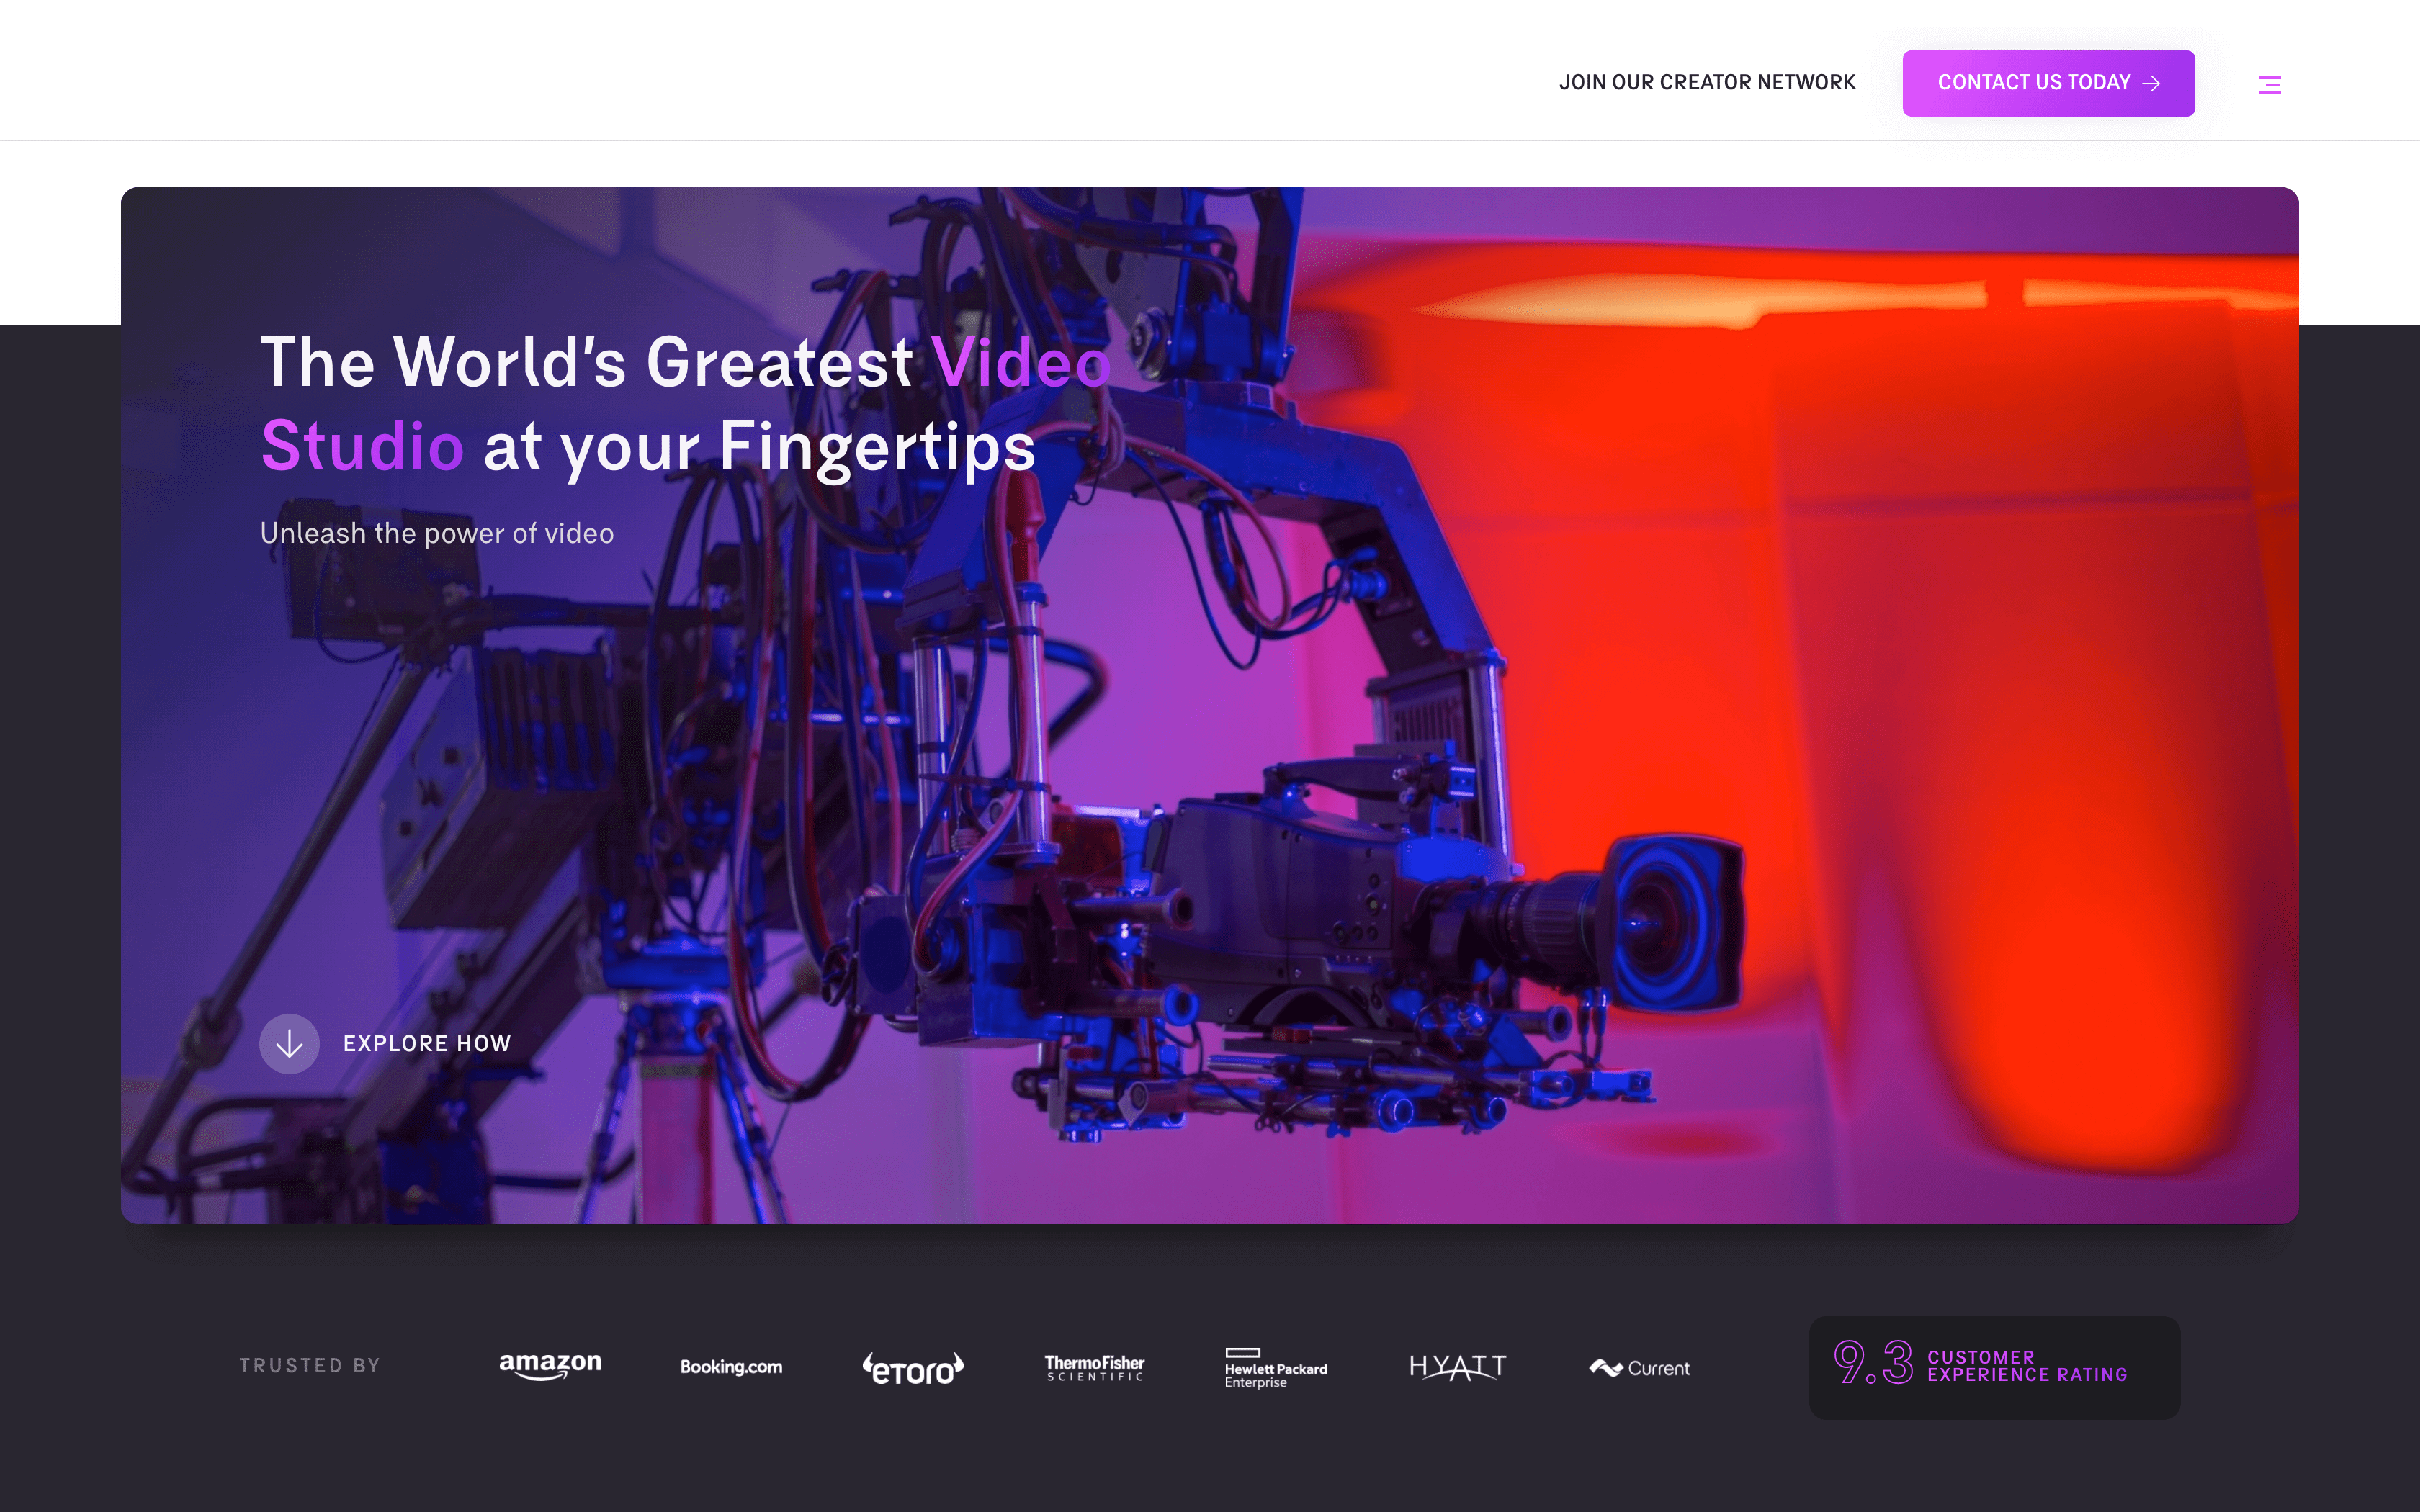 JOIN OUR CREATOR NETWORK
CONTACT US TODAY
The World's Greatest Video
Studio at your Fingertips
Unleash the power of video
EXPLORE HOW
TRUSTED BY
amazon
Booking.com
eToro
ThermoFisher
SCIENTIFIC
Hewlett Packard
Enterprise
HYATT
Current
9.3
CUSTOMER
EXPERIENCE RATING